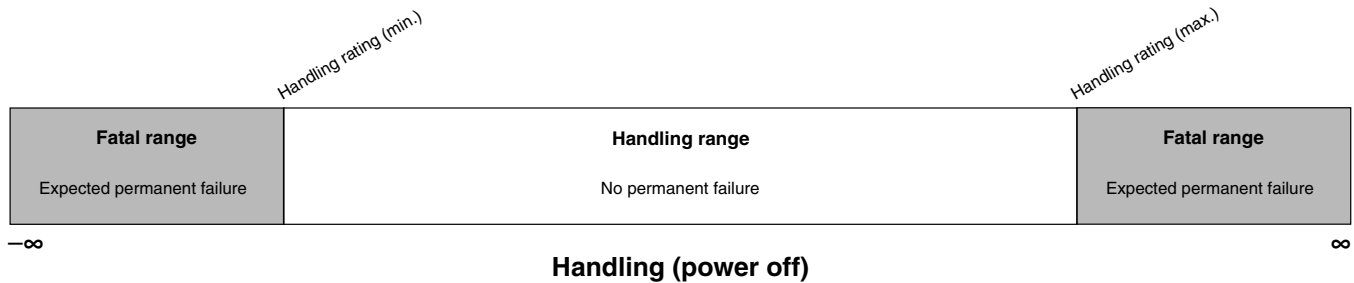 Handling rating (min.)
Handling rating (max.)
Fatal range
Expected permanent failure
Handling range
No permanent failure
Fatal range
Expected permanent failure
–∞
∞
Handling (power off)